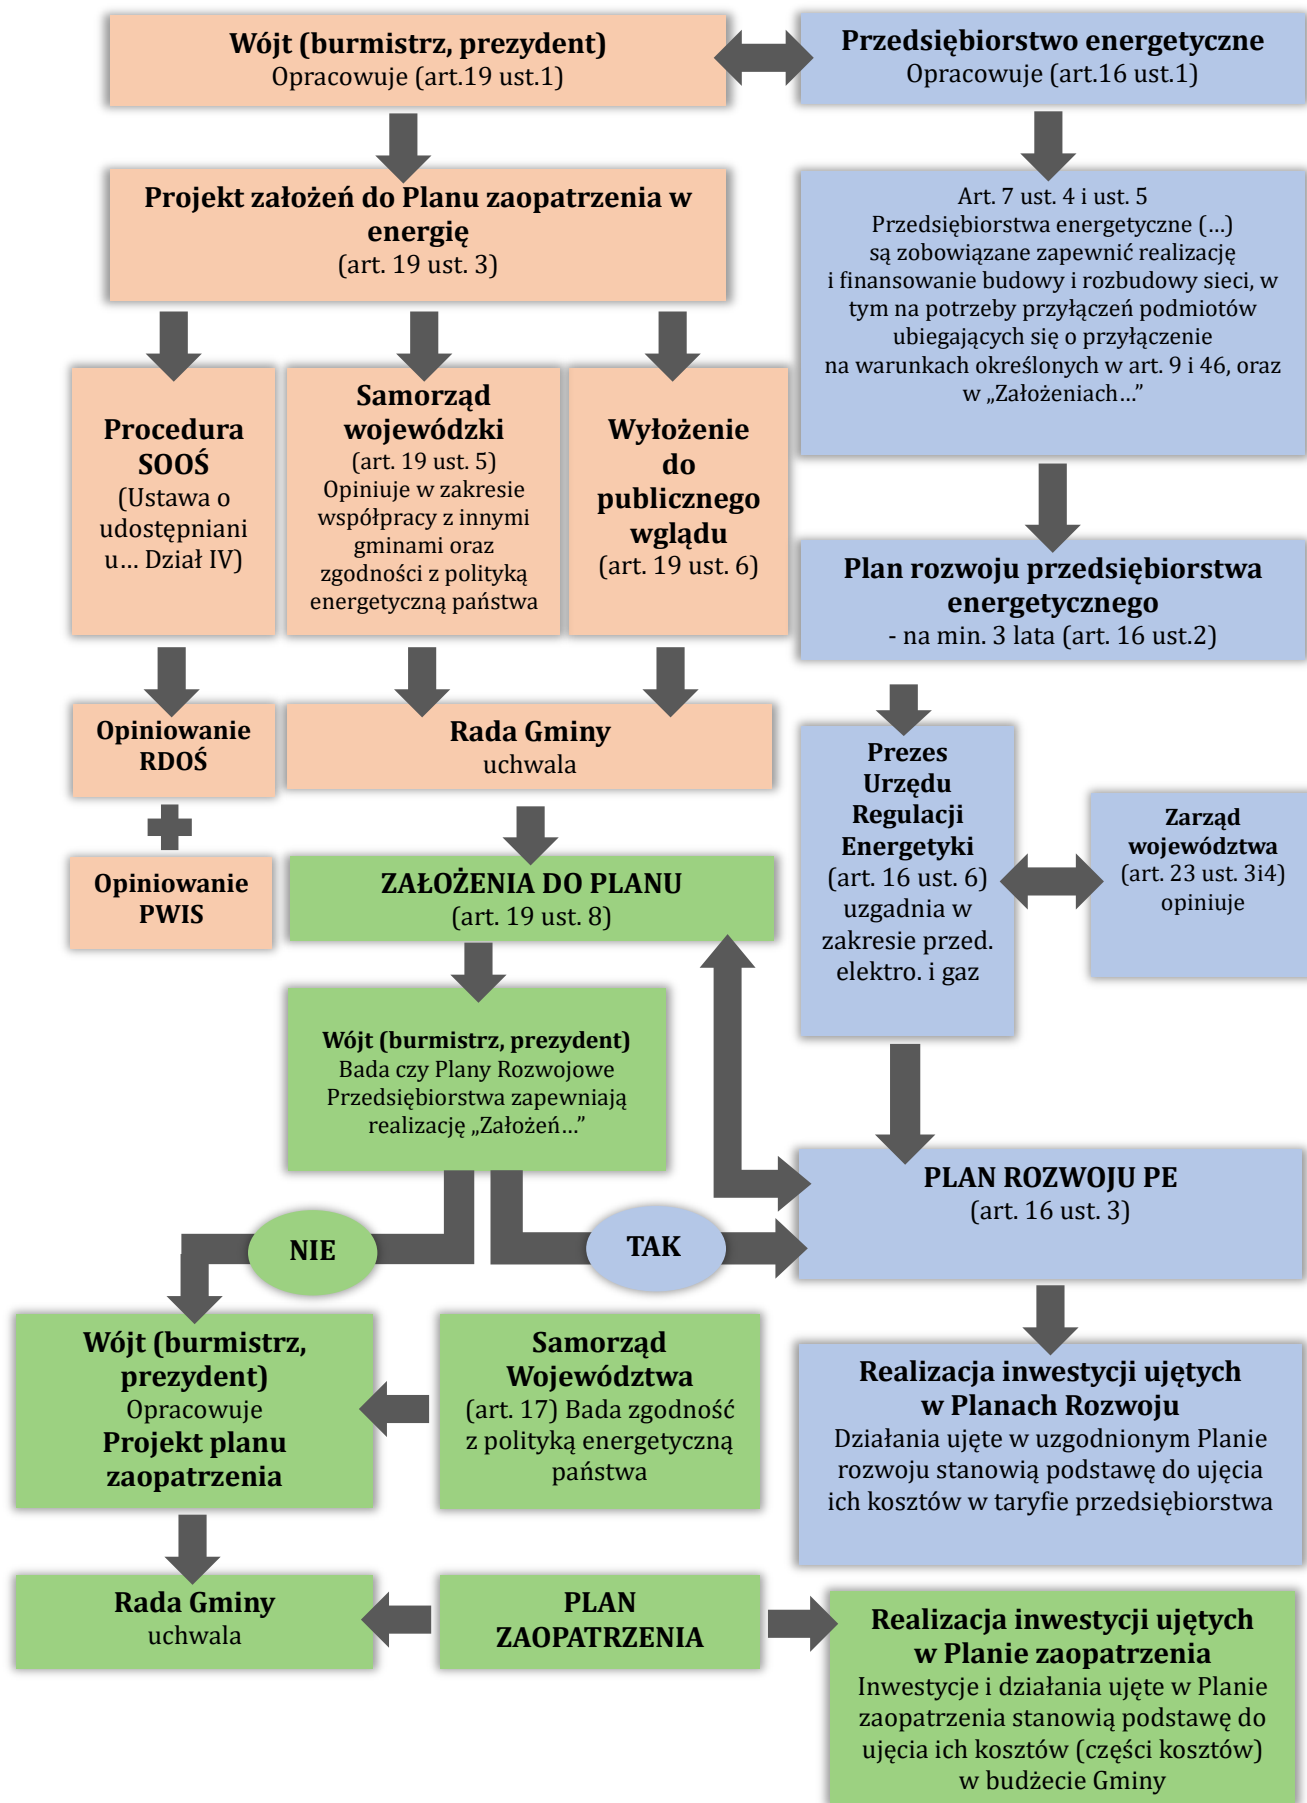 Wójt (burmistrz, prezydent)
Opracowuje (art.19 ust.1)
Przedsiębiorstwo energetyczne
Opracowuje (art.16 ust.1)
Projekt założeń do Planu zaopatrzenia w
energię
(art. 19 ust. 3)
Art. 7 ust. 4 i ust. 5
Przedsiębiorstwa energetyczne (...)
są zobowiązane zapewnić realizację
i finansowanie budowy i rozbudowy sieci, w
tym na potrzeby przyłączeń podmiotów
ubiegających się o przyłączenie
na warunkach określonych w art. 9 i 46, oraz
w „Założeniach...”
Procedura
SOOŚ
(Ustawa o
udostępniani
u... Dział IV)
Samorząd
wojewódzki
(art. 19 ust. 5)
Opiniuje w zakresie
współpracy z innymi
gminami oraz
zgodności z polityką
energetyczną państwa
Wyłożenie
do
publicznego
wglądu
(art. 19 ust. 6)
Plan rozwoju przedsiębiorstwa
energetycznego
- na min. 3 lata (art. 16 ust.2)
Opiniowanie
RDOŚ
Rada Gminy
uchwala
Prezes
Urzędu
Regulacji
Energetyki
(art. 16 ust. 6)
uzgadnia w
zakresie przed.
elektro. i gaz
Zarząd
województwa
(art. 23 ust. 3i4)
opiniuje
Opiniowanie
PWIS
ZAŁOŻENIA DO PLANU
(art. 19 ust. 8)
Wójt (burmistrz, prezydent)
Bada czy Plany Rozwojowe
Przedsiębiorstwa zapewniają
realizację „Założeń...”
PLAN ROZWOJU PE
(art. 16 ust. 3)
NIE
TAK
Wójt (burmistrz,
prezydent)
Opracowuje
Projekt planu
zaopatrzenia
Samorząd
Województwa
(art. 17) Bada zgodność
z polityką energetyczną
państwa
Realizacja inwestycji ujętych
w Planach Rozwoju
Działania ujęte w uzgodnionym Planie
rozwoju stanowią podstawę do ujęcia
ich kosztów w taryfie przedsiębiorstwa
Rada Gminy
uchwala
PLAN
ZAOPATRZENIA
Realizacja inwestycji ujętych
w Planie zaopatrzenia
Inwestycje i działania ujęte w Planie
zaopatrzenia stanowią podstawę do
ujęcia ich kosztów (części kosztów)
w budżecie Gminy